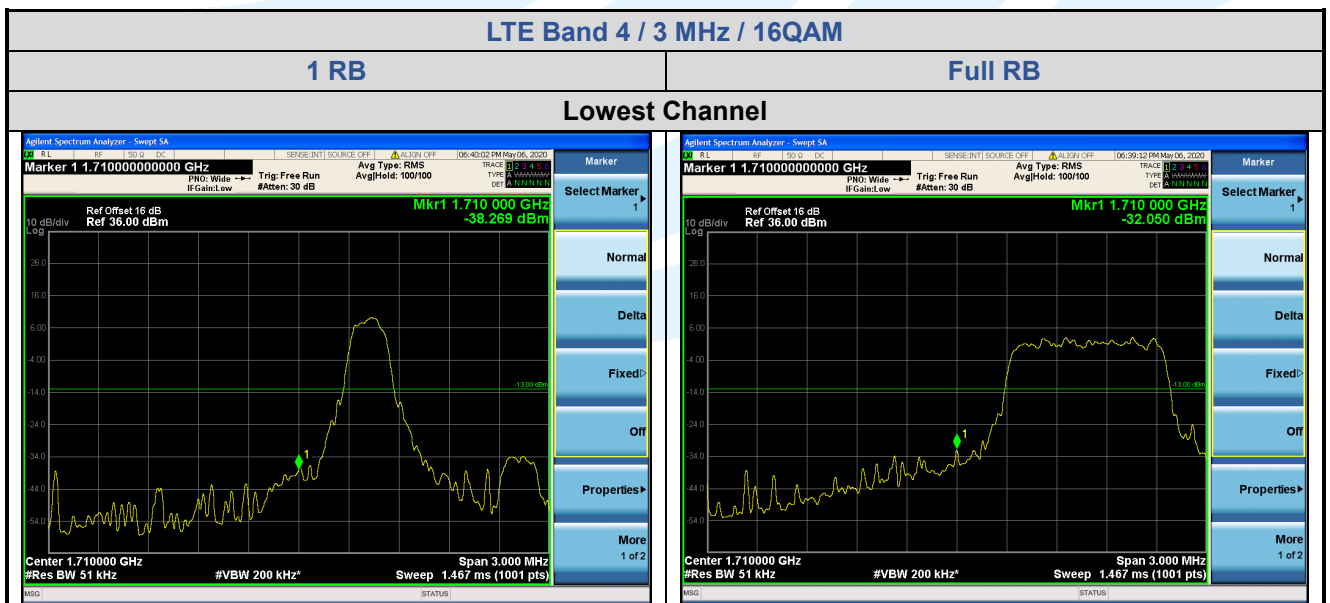 LTE Band 4 / 3 MHz / 16QAM
1 RB
Full RB
Lowest Channel
Agilent Spectrum Analyzer - Swept SA
RL RF 50 Ω DC SENSE:INT SOURCE OFF ALIGN OFF 06:40:02 PM May 06, 2020
Marker 1 1.710000000000 GHz
PNO: Wide
IFGain:Low
Trig: Free Run
#Atten: 30 dB
Avg Type: RMS
Avg|Hold: 100/100
TRACE 1 2 3 4 5 6
TYPE A
DET A N N N N N
Mkr1 1.710 000 GHz
-38.269 dBm
Ref Offset 16 dB
10 dB/div Ref 36.00 dBm
Log
26.0
16.0
6.00
-4.00
-13.00 dBm
-14.0
-24.0
-34.0
1
-44.0
-54.0
Center 1.710000 GHz Span 3.000 MHz
#Res BW 51 kHz #VBW 200 kHz* Sweep 1.467 ms (1001 pts)
MSG STATUS
Marker
Select Marker
1
Normal
Delta
Fixed
Off
Properties
More
1 of 2
Agilent Spectrum Analyzer - Swept SA
RL RF 50 Ω DC SENSE:INT SOURCE OFF ALIGN OFF 06:39:12 PM May 06, 2020
Marker 1 1.710000000000 GHz
PNO: Wide
IFGain:Low
Trig: Free Run
#Atten: 30 dB
Avg Type: RMS
Avg|Hold: 100/100
TRACE 1 2 3 4 5 6
TYPE A
DET A N N N N N
Mkr1 1.710 000 GHz
-32.050 dBm
Ref Offset 16 dB
10 dB/div Ref 36.00 dBm
Log
26.0
16.0
6.00
-4.00
-13.00 dBm
-14.0
-24.0
1
-34.0
-44.0
-54.0
Center 1.710000 GHz Span 3.000 MHz
#Res BW 51 kHz #VBW 200 kHz* Sweep 1.467 ms (1001 pts)
MSG STATUS
Marker
Select Marker
1
Normal
Delta
Fixed
Off
Properties
More
1 of 2